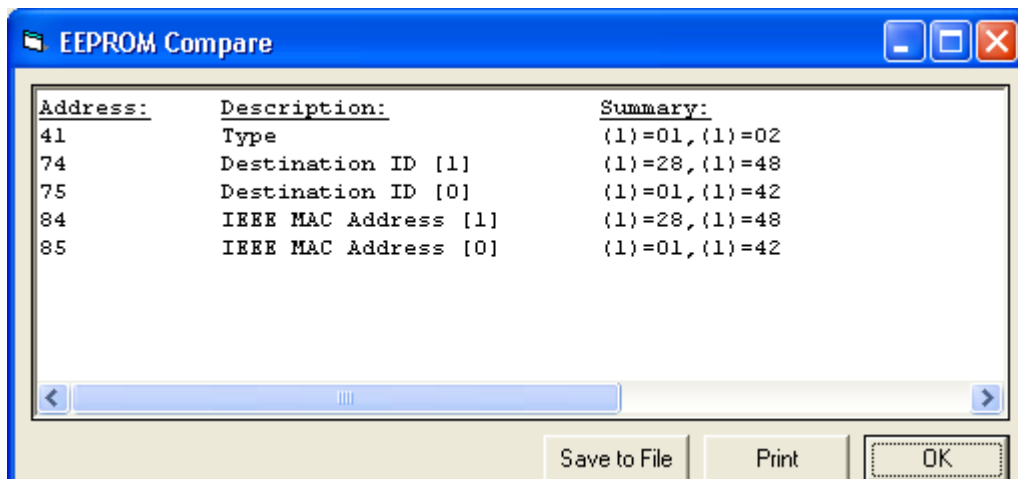 EEPROM Compare
Address: Description: Summary:
41 Type (1)=01,(1)=02
74 Destination ID [1] (1)=28,(1)=48
75 Destination ID [0] (1)=01,(1)=42
84 IEEE MAC Address [1] (1)=28,(1)=48
85 IEEE MAC Address [0] (1)=01,(1)=42
Save to File Print OK